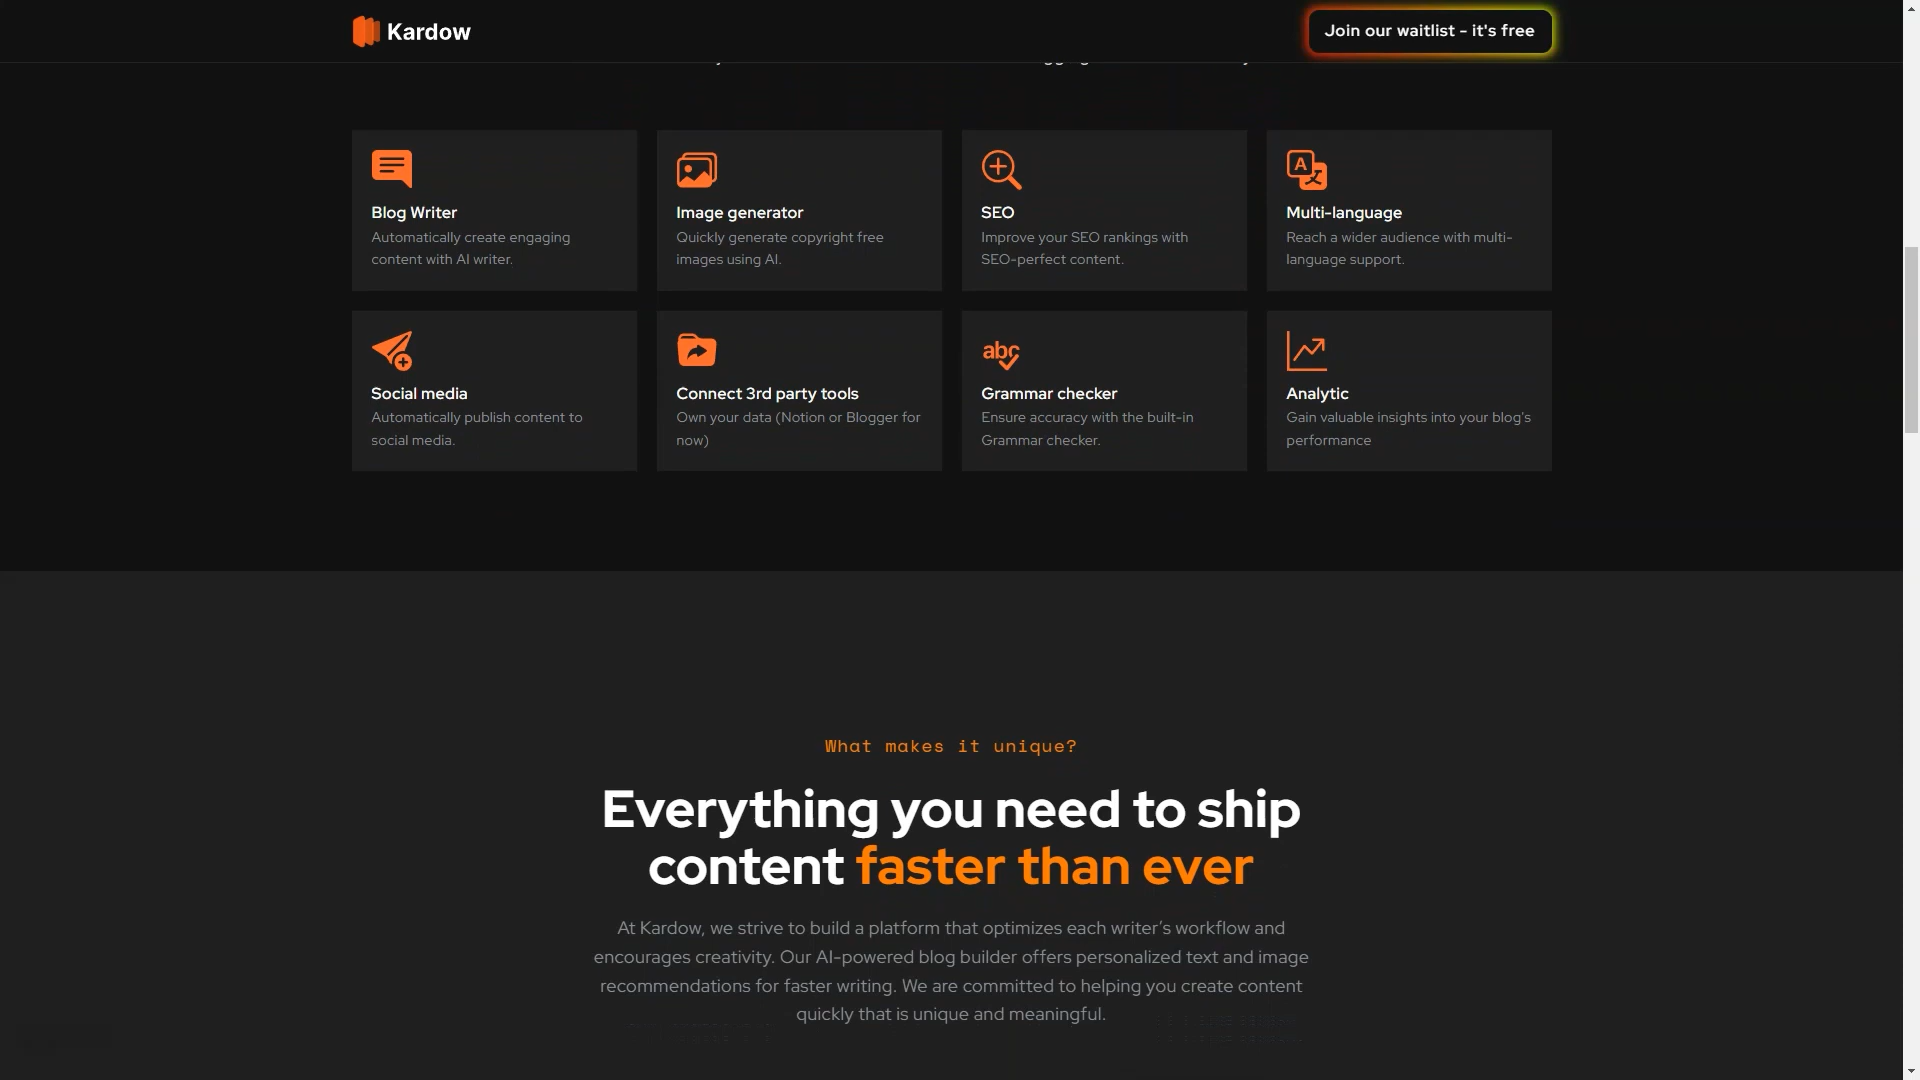 Kardow
Join our waitlist - it's free
Blog Writer
Automatically create engaging
content with AI writer.
Image generator
Quickly generate copyright free
images using AI.
SEO
Improve your SEO rankings with
SEO-perfect content.
A
Multi-language
Reach a wider audience with multi-
language support.
Social media
Automatically publish content to
social media.
Connect 3rd party tools
Own your data (Notion or Blogger for
now)
abc
Grammar checker
Ensure accuracy with the built-in
Grammar checker.
Analytic
Gain valuable insights into your blog's
performance
What makes it unique?
Everything you need to ship
content faster than ever
At Kardow, we strive to build a platform that optimizes each writer's workflow and
encourages creativity. Our AI-powered blog builder offers personalized text and image
recommendations for faster writing. We are committed to helping you create content
quickly that is unique and meaningful.